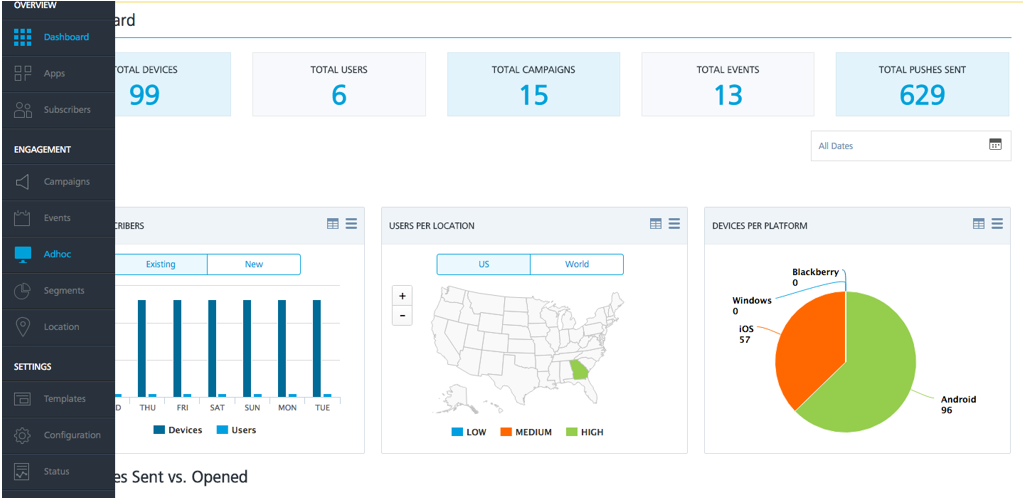 OVERVIEW
Dashboard
Apps
Subscribers
ENGAGEMENT
Campaigns
Events
Adhoc
Segments
Location
SETTINGS
Templates
Configuration
Status
ard
OTAL DEVICES
99
TOTAL USERS
6
TOTAL CAMPAIGNS
15
TOTAL EVENTS
13
TOTAL PUSHES SENT
629
All Dates
CRIBERS
Existing New
D THU FRI SAT SUN MON TUE
Devices Users
USERS PER LOCATION
US World
+
-
LOW MEDIUM HIGH
DEVICES PER PLATFORM
Blackberry
0
Windows
0
iOS
57
Android
96
es Sent vs. Opened